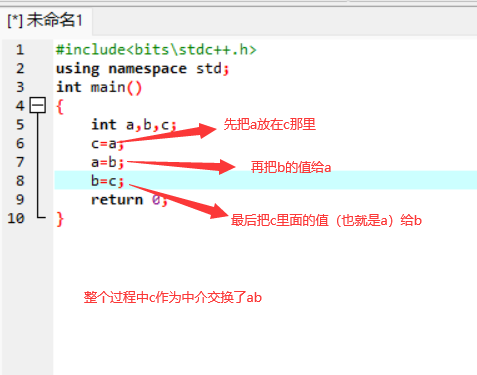 [*] 未命名1
1 #include<bits\stdc++.h>
2 using namespace std;
3 int main()
4 {
5 int a,b,c;
先把a放在c那里
6 c=a;
7 a=b;
再把b的值给a
8 b=c;
9 return 0;
最后把c里面的值（也就是a）给b
10 }
整个过程中c作为中介交换了ab